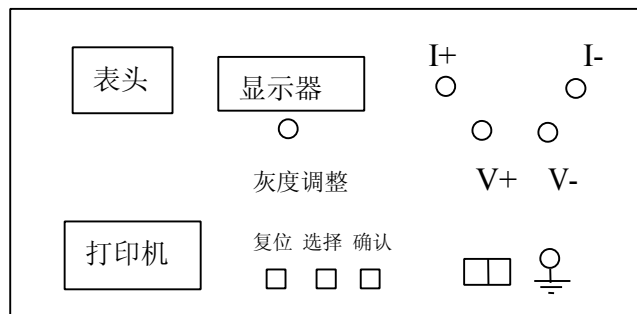 I+ I-
表头 显示器
灰度调整 V+ V-
复位 选择 确认
打印机